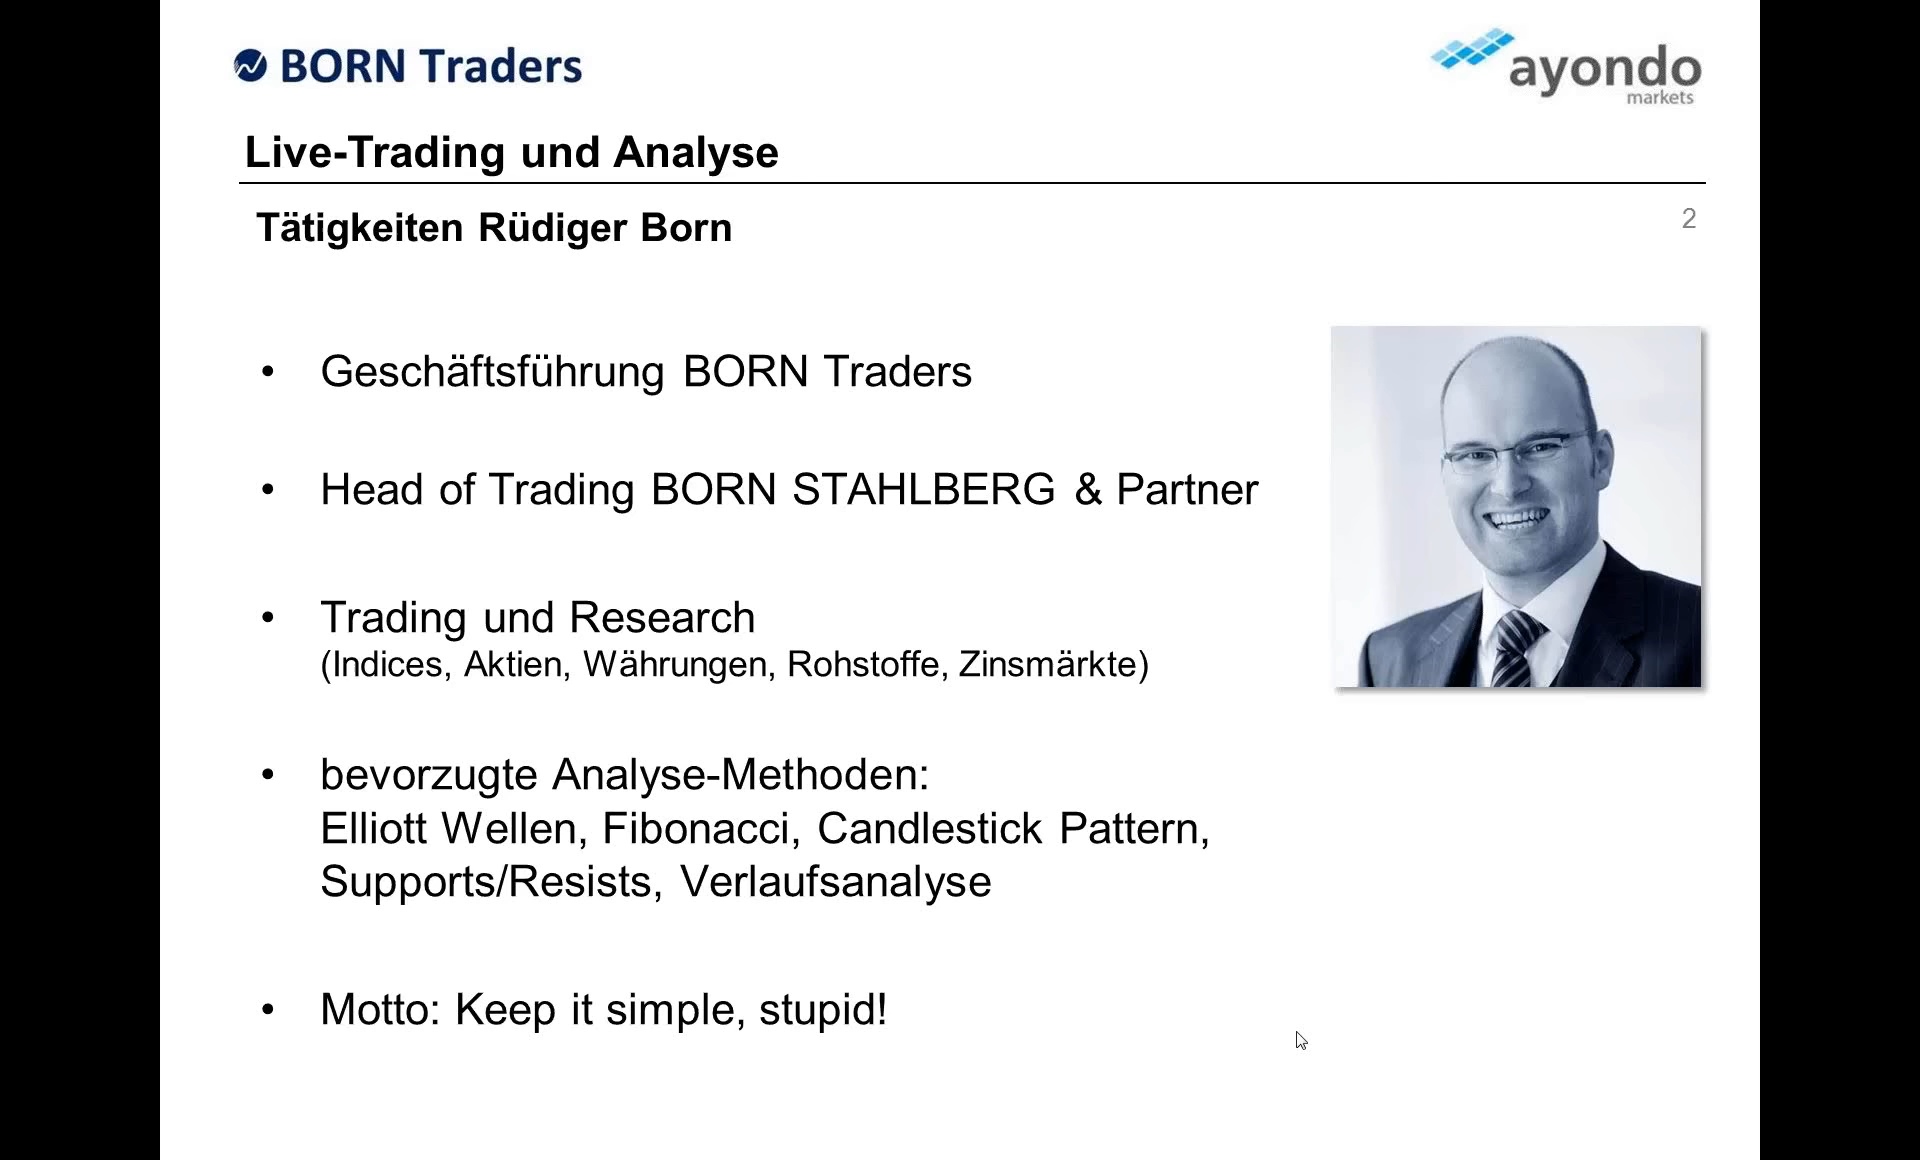 BORN Traders
ayondo
markets
Live-Trading und Analyse
Tätigkeiten Rüdiger Born
2
• Geschäftsführung BORN Traders
• Head of Trading BORN STAHLBERG & Partner
• Trading und Research
(Indices, Aktien, Währungen, Rohstoffe, Zinsmärkte)
• bevorzugte Analyse-Methoden:
Elliott Wellen, Fibonacci, Candlestick Pattern,
Supports/Resists, Verlaufsanalyse
• Motto: Keep it simple, stupid!